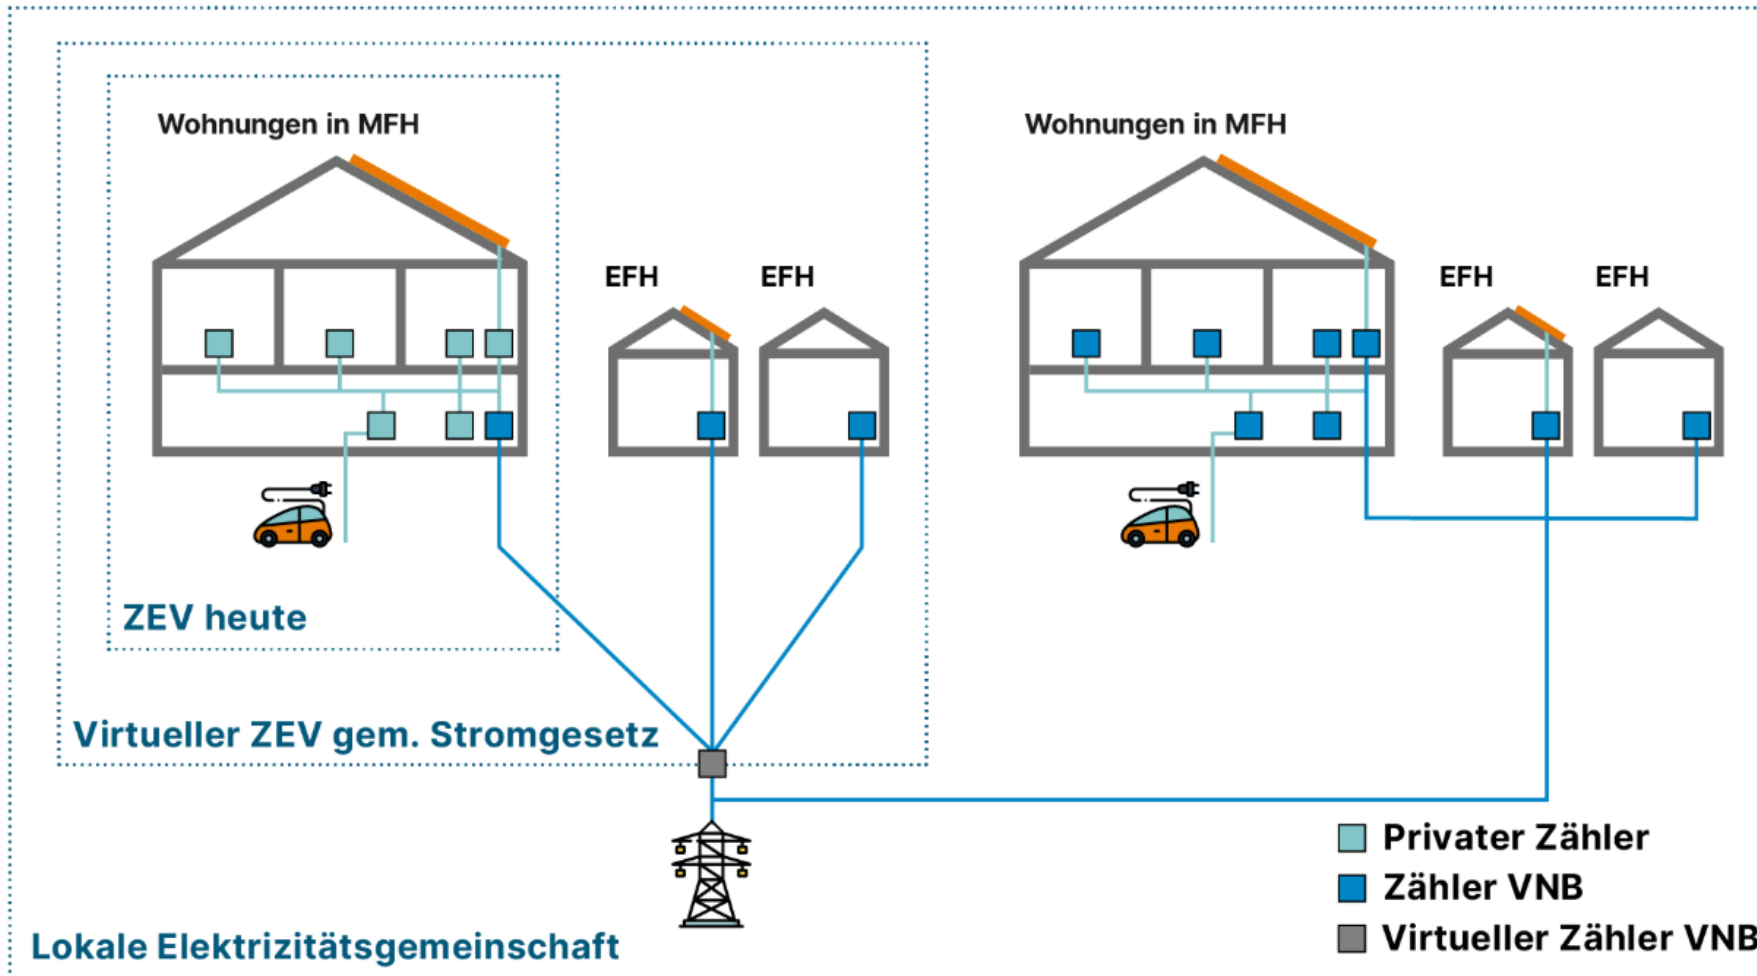 Wohnungen in MFH
Wohnungen in MFH
EFH
EFH
EFH
EFH
ZEV heute
Virtueller ZEV gem. Stromgesetz
Privater Zähler
Zähler VNB
Virtueller Zähler VNB
Lokale Elektrizitätsgemeinschaft